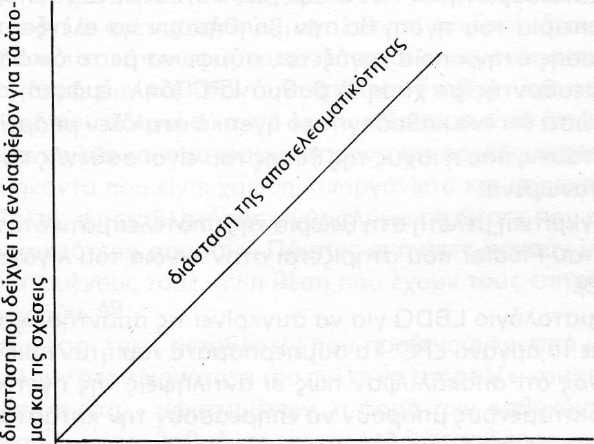 διάσταση που δείχνει το ενδιαφέρον για τα άτο-
μα και τις σχέσεις
διάσταση της αποτελεσματικότητας